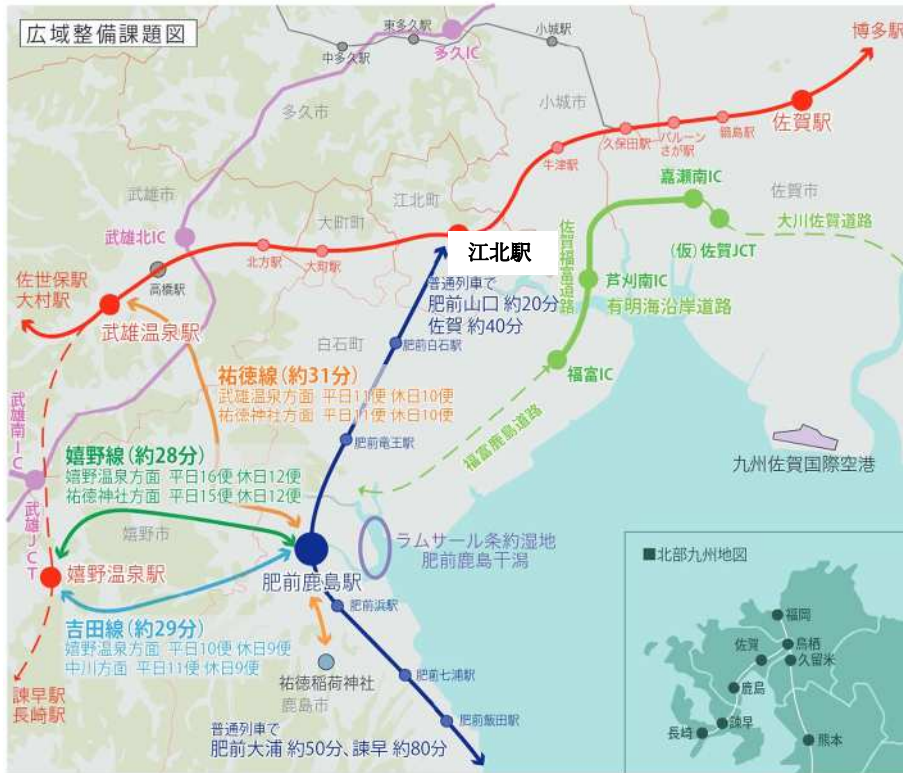 広域整備課題図
東多久駅
小城駅
博多駅
中多久駅
多久IC
多久市
小城市
佐賀駅
鍋島駅
バルーン
さが駅
久保田駅
牛津駅
嘉瀬南IC
佐賀市
武雄市
江北町
大町町
大川佐賀道路
武雄北IC
(仮)佐賀JCT
江北駅
佐賀福富道路
北方駅
大町駅
高橋駅
佐世保駅
大村駅
普通列車で
肥前山口 約20分
佐賀 約40分
芦刈南IC
有明海沿岸道路
武雄温泉駅
白石町
肥前白石駅
福富IC
祐徳線(約31分)
武雄温泉方面 平日11便 休日10便
祐徳神社方面 平日11便 休日10便
武雄南IC
福富鹿島道路
肥前竜王駅
九州佐賀国際空港
嬉野線(約28分)
嬉野温泉方面 平日16便 休日12便
祐徳神社方面 平日15便 休日12便
武雄JCT
嬉野市
ラムサール条約湿地
肥前鹿島干潟
嬉野温泉駅
肥前鹿島駅
肥前浜駅
吉田線(約29分)
嬉野温泉方面 平日10便 休日9便
中川方面 平日11便 休日9便
祐徳稲荷神社
鹿島市
肥前七浦駅
諫早駅
長崎駅
肥前飯田駅
普通列車で
肥前大浦 約50分、諫早 約80分
■北部九州地図
福岡
佐賀
鳥栖
久留米
鹿島
長崎
諫早
熊本